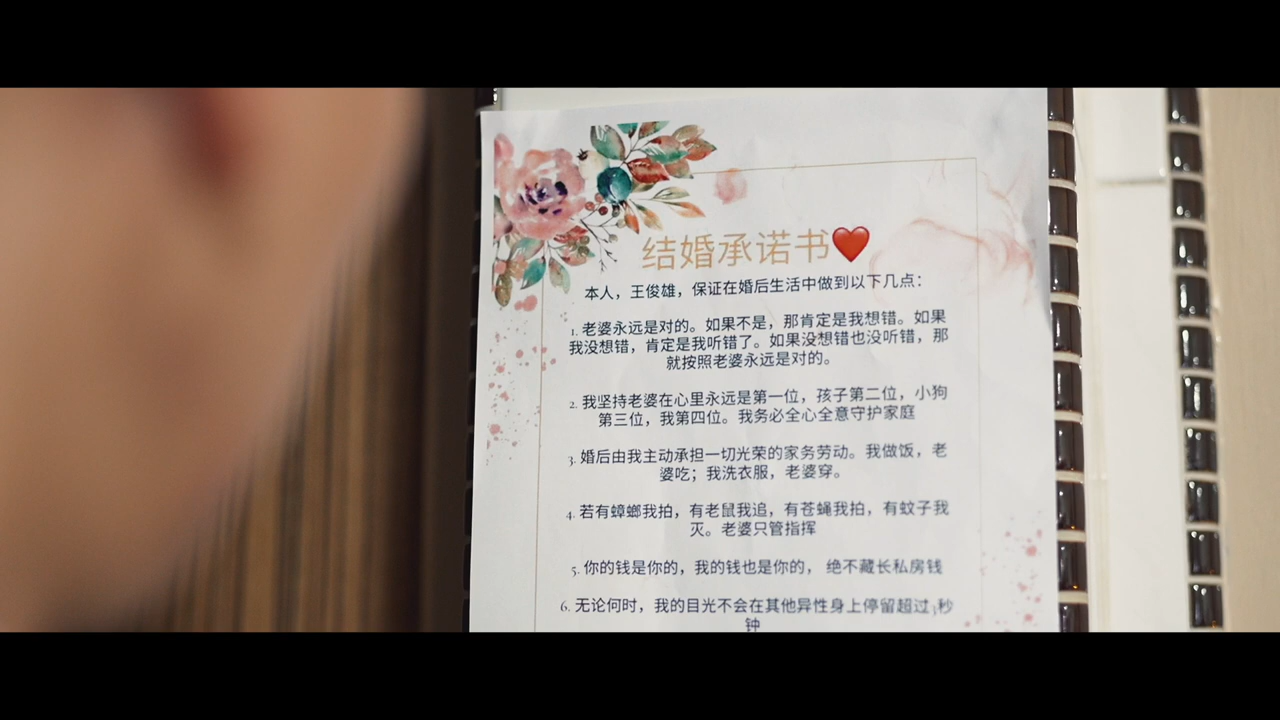 结婚承诺书❤️
本人，王俊雄，保证在婚后生活中做到以下几点：
1. 老婆永远是对的。如果不是，那肯定是我想错。如果
我没想错，肯定是我听错了。如果没想错也没听错，那
就按照老婆永远是对的。
2. 我坚持老婆在心里永远是第一位，孩子第二位，小狗
第三位，我第四位。我务必全心全意守护家庭
3. 婚后由我主动承担一切光荣的家务劳动。我做饭，老
婆吃；我洗衣服，老婆穿。
4. 若有蟑螂我拍，有老鼠我追，有苍蝇我拍，有蚊子我
灭。老婆只管指挥
5. 你的钱是你的，我的钱也是你的， 绝不藏长私房钱
6. 无论何时，我的目光不会在其他异性身上停留超过1秒
钟